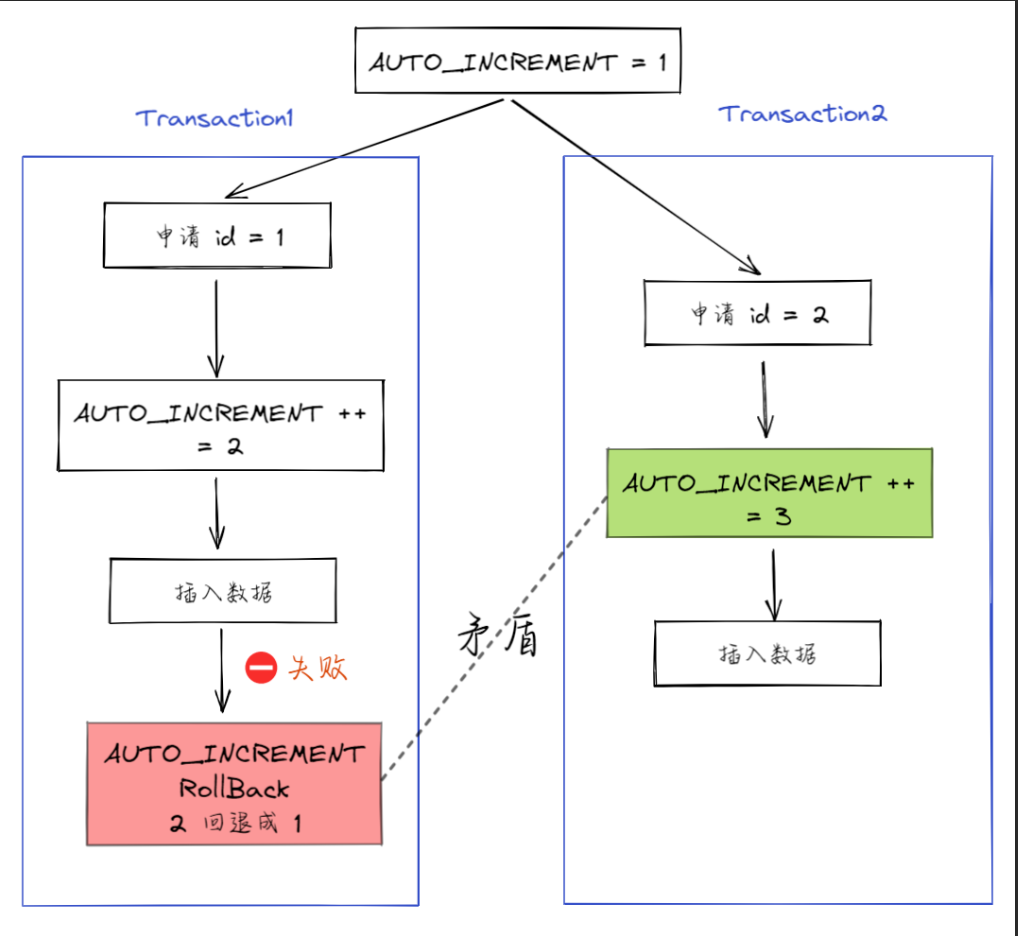 AUTO_INCREMENT = 1
Transaction1
申请 id = 1
AUTO_INCREMENT ++
= 2
插入数据
失败
AUTO_INCREMENT
RollBack
2 回退成 1
矛盾
Transaction2
申请 id = 2
AUTO_INCREMENT ++
= 3
插入数据